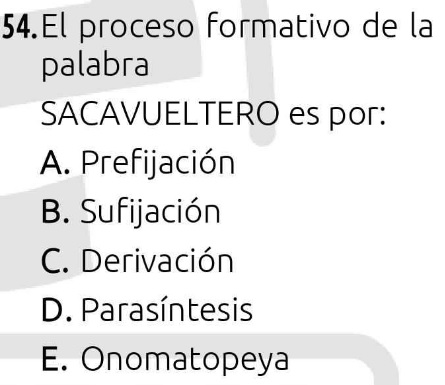 54. El proceso formativo de la
palabra
SACAVUELTERO es por:
A. Prefijación
B. Sufijación
C. Derivación
D. Parasíntesis
E. Onomatopeya